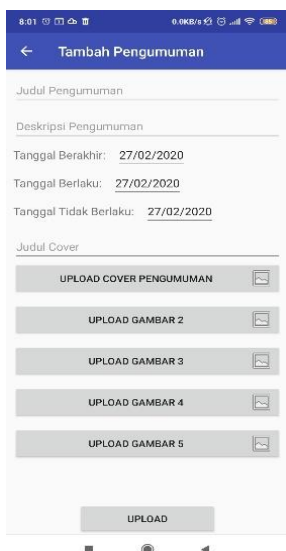 8:01 0.0KB/s
Tambah Pengumuman
Judul Pengumuman
Deskripsi Pengumuman
Tanggal Berakhir: 27/02/2020
Tanggal Berlaku: 27/02/2020
Tanggal Tidak Berlaku: 27/02/2020
Judul Cover
UPLOAD COVER PENGUMUMAN
UPLOAD GAMBAR 2
UPLOAD GAMBAR 3
UPLOAD GAMBAR 4
UPLOAD GAMBAR 5
UPLOAD